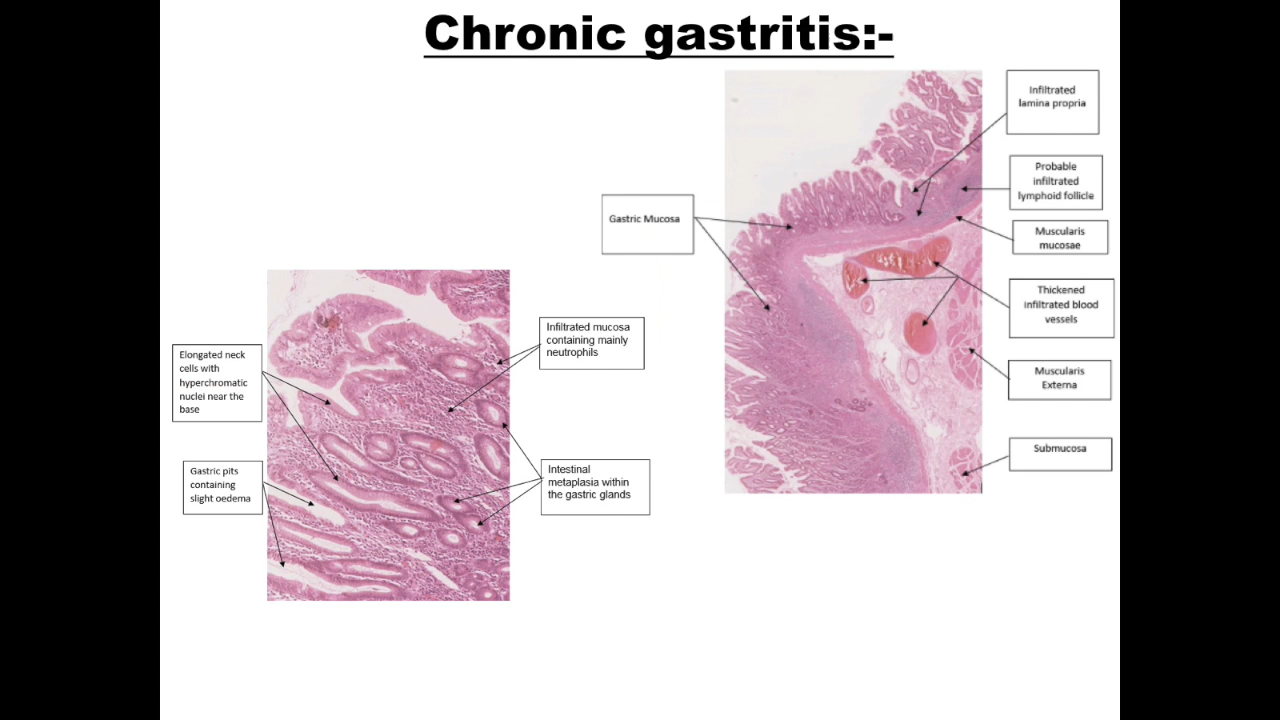 Chronic gastritis:-
Infiltrated
lamina propria
Probable
infiltrated
lymphoid follicle
Gastric Mucosa
Muscularis
mucosae
Thickened
infiltrated blood
vessels
Muscularis
Externa
Submucosa
Infiltrated mucosa
containing mainly
neutrophils
Elongated neck
cells with
hyperchromatic
nuclei near the
base
Gastric pits
containing
slight oedema
Intestinal
metaplasia within
the gastric glands